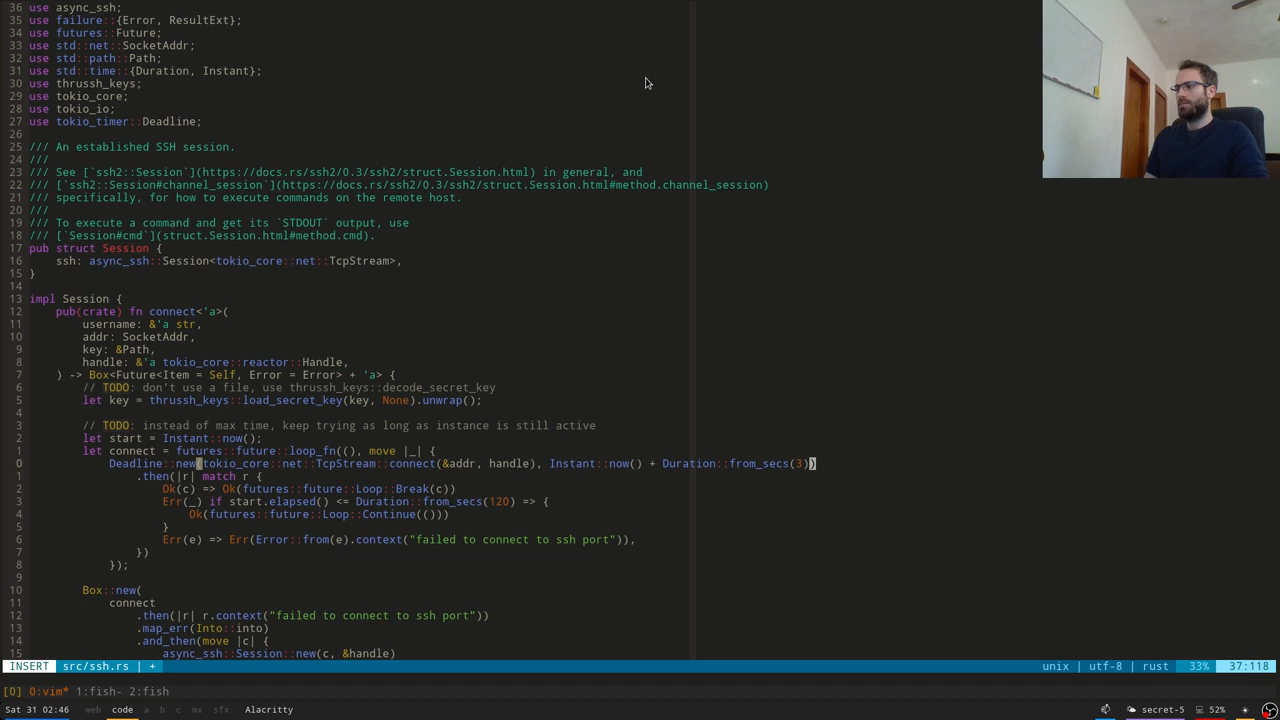 36 use async_ssh;
35 use failure::{Error, ResultExt};
34 use futures::Future;
33 use std::net::SocketAddr;
32 use std::path::Path;
31 use std::time::{Duration, Instant};
30 use thrussh_keys;
29 use tokio_core;
28 use tokio_io;
27 use tokio_timer::Deadline;
26
25 /// An established SSH session.
24 ///
23 /// See [`ssh2::Session`](https://docs.rs/ssh2/0.3/ssh2/struct.Session.html) in general, and
22 /// [`ssh2::Session#channel_session`](https://docs.rs/ssh2/0.3/ssh2/struct.Session.html#method.channel_session)
21 /// specifically, for how to execute commands on the remote host.
20 ///
19 /// To execute a command and get its `STDOUT` output, use
18 /// [`Session#cmd`](struct.Session.html#method.cmd).
17 pub struct Session {
16     ssh: async_ssh::Session<tokio_core::net::TcpStream>,
15 }
14
13 impl Session {
12     pub(crate) fn connect<'a>(
11         username: &'a str,
10         addr: SocketAddr,
9         key: &Path,
8         handle: &'a tokio_core::reactor::Handle,
7     ) -> Box<Future<Item = Self, Error = Error> + 'a> {
6         // TODO: don't use a file, use thrussh_keys::decode_secret_key
5         let key = thrussh_keys::load_secret_key(key, None).unwrap();
4
3         // TODO: instead of max time, keep trying as long as instance is still active
2         let start = Instant::now();
1         let connect = futures::future::loop_fn((), move |_| {
0             Deadline::new(tokio_core::net::TcpStream::connect(&addr, handle), Instant::now() + Duration::from_secs(3))
1                 .then(|r| match r {
2                     Ok(c) => Ok(futures::future::Loop::Break(c))
3                     Err(_) if start.elapsed() <= Duration::from_secs(120) => {
4                         Ok(futures::future::Loop::Continue(()))
5                     }
6                     Err(e) => Err(Error::from(e).context("failed to connect to ssh port")),
7                 })
8             });
9
10         Box::new(
11             connect
12                 .then(|r| r.context("failed to connect to ssh port"))
13                 .map_err(Into::into)
14                 .and_then(move |c| {
15                     async_ssh::Session::new(c, &handle)
INSERT src/ssh.rs | + unix | utf-8 | rust 33% 37:118
[0] 0:vim* 1:fish- 2:fish
Sat 31 02:46 web code a b c mx sfx Alacritty secret-5 52%